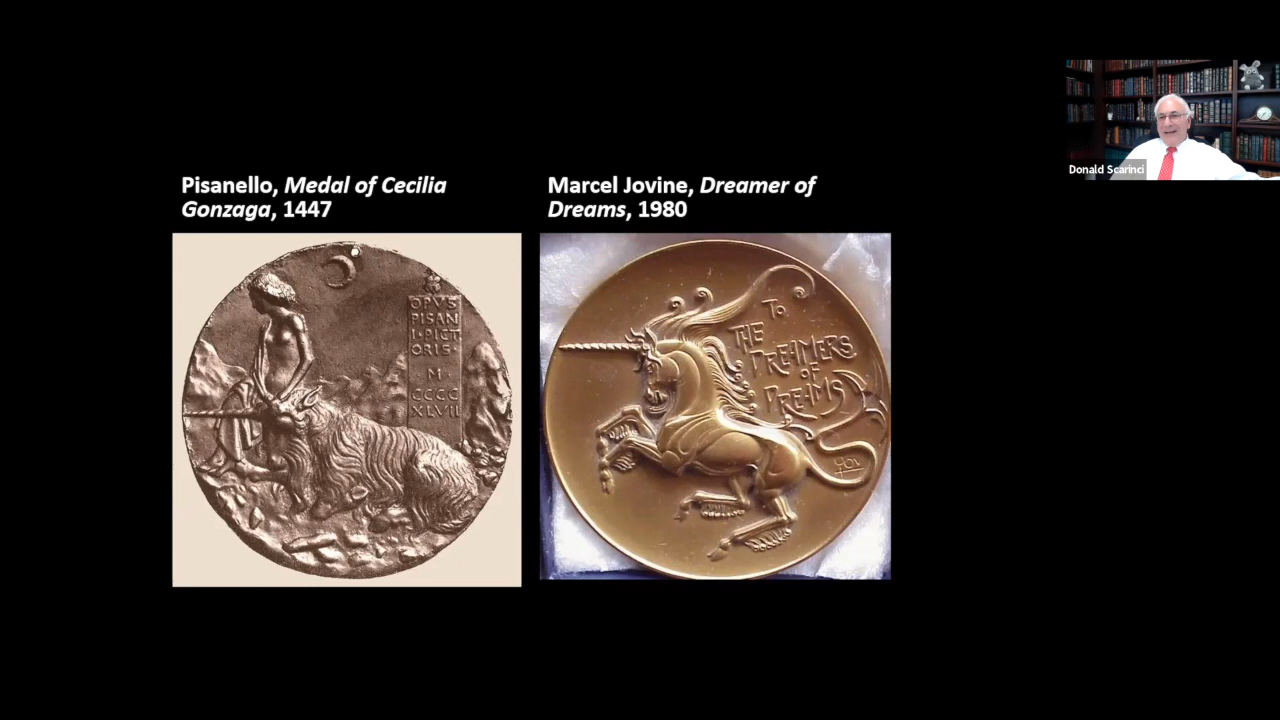 Pisanello, Medal of Cecilia
Gonzaga, 1447
OPVS
PISAN
I·PICT
ORIS·
M·
CCCC
XLVII
Marcel Jovine, Dreamer of
Dreams, 1980
To
THE
DREAMERS
OF
DREAMS
JOV
Donald Scarinci